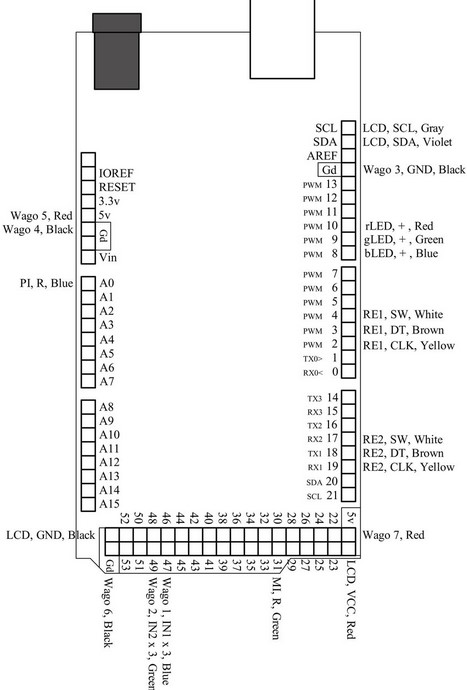 SCL LCD, SCL, Gray
SDA LCD, SDA, Violet
AREF
Gd Wago 3, GND, Black
PWM 13
PWM 12
PWM 11
PWM 10 rLED, + , Red
PWM 9 gLED, + , Green
PWM 8 bLED, + , Blue
IOREF
RESET
3.3v
Wago 5, Red 5v
Wago 4, Black Gd
Vin
PI, R, Blue A0
A1
A2
A3
A4
A5
A6
A7
PWM 7
PWM 6
PWM 5
PWM 4 RE1, SW, White
PWM 3 RE1, DT, Brown
PWM 2 RE1, CLK, Yellow
TX0> 1
RX0< 0
A8
A9
A10
A11
A12
A13
A14
A15
TX3 14
RX3 15
TX2 16
RX2 17 RE2, SW, White
TX1 18 RE2, DT, Brown
RX1 19 RE2, CLK, Yellow
SDA 20
SCL 21
52 50 48 46 44 42 40 38 36 34 32 30 28 26 24 22 5v
LCD, GND, Black Wago 7, Red
Gd 53 51 49 47 45 43 41 39 37 35 33 31 29 27 25 23
Wago 6, Black
Wago 2, IN2 x 3, Green
Wago 1, IN1 x 3, Blue
MI, R, Green
LCD, VCC, Red